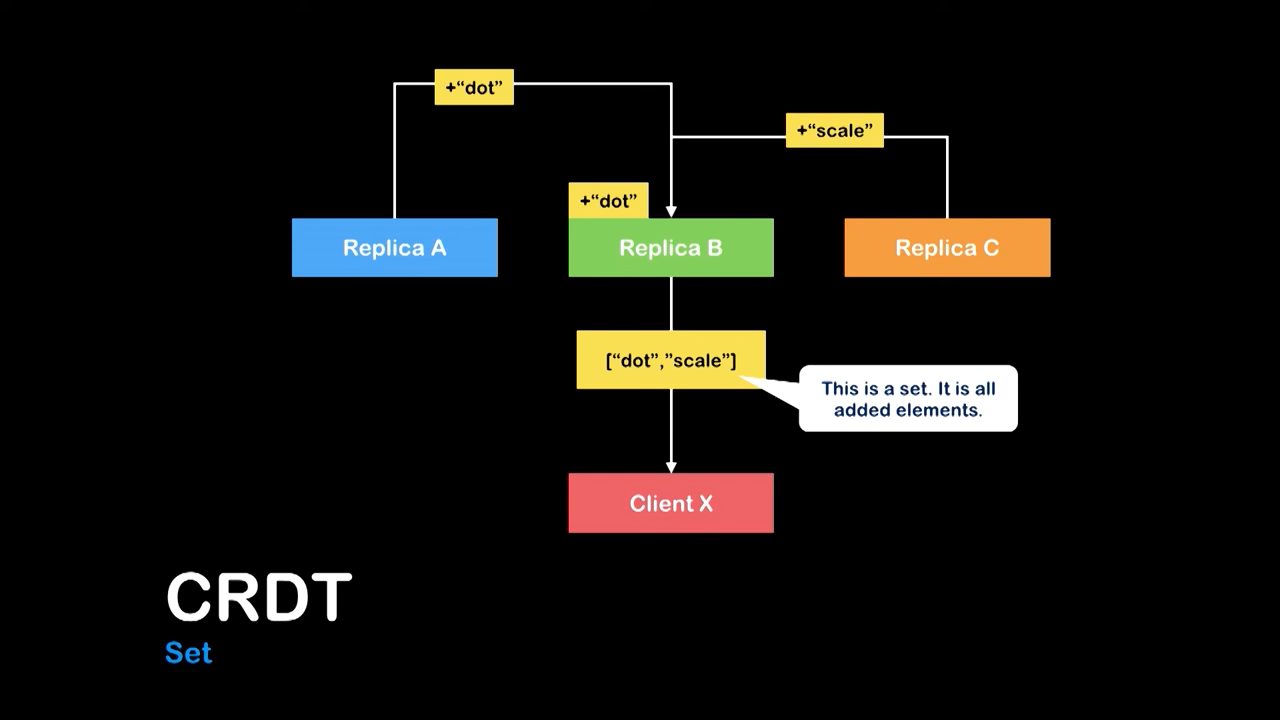 +“dot”
+“scale”
+“dot”
Replica A
Replica B
Replica C
[“dot”,”scale”]
This is a set. It is all
added elements.
Client X
CRDT
Set